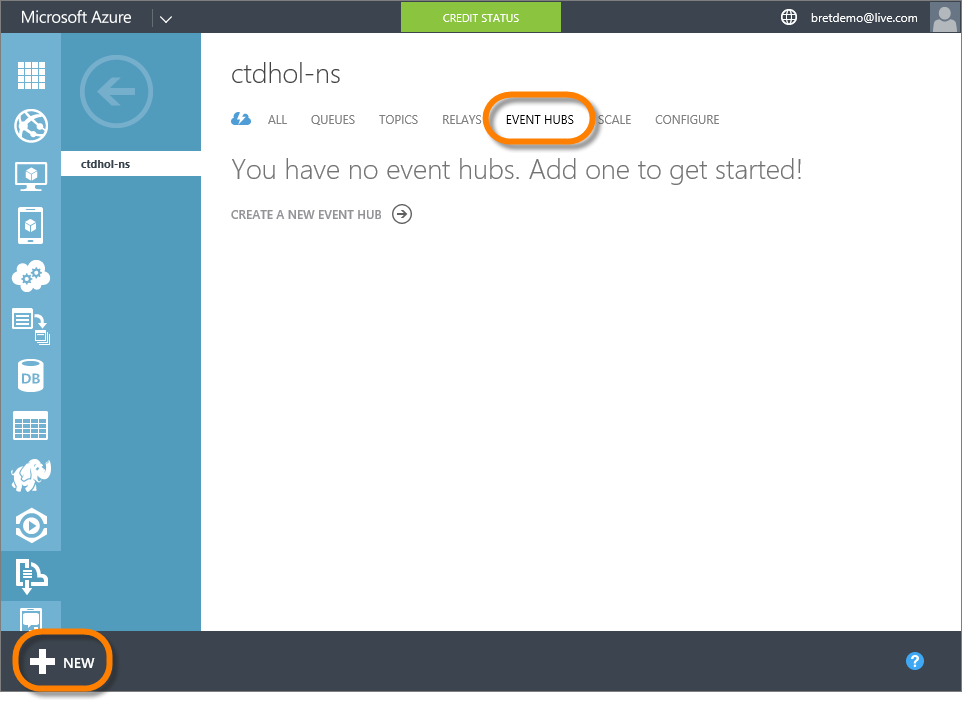 Microsoft Azure
CREDIT STATUS
bretdemo@live.com
ctdhol-ns
ctdhol-ns
ALL QUEUES TOPICS RELAYS EVENT HUBS SCALE CONFIGURE
You have no event hubs. Add one to get started!
CREATE A NEW EVENT HUB
DB
NEW
?